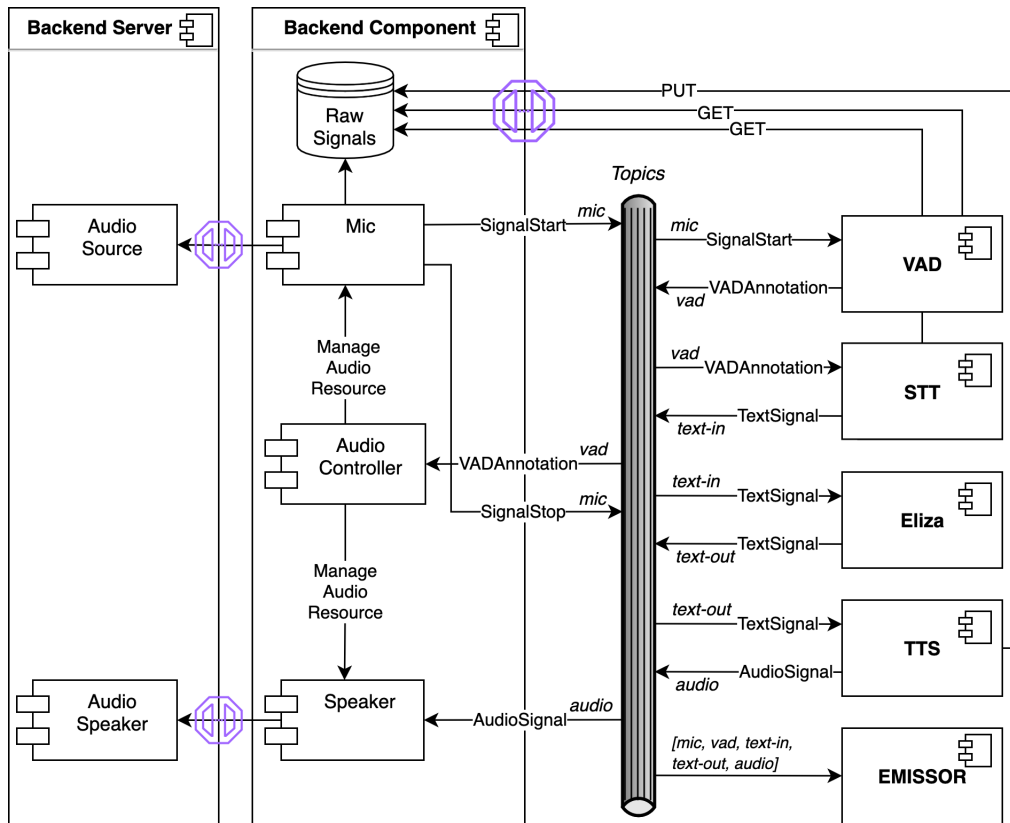 Backend Server
Backend Component
Raw
Signals
PUT
GET
GET
Topics
Audio
Source
Mic
SignalStart
mic
mic
SignalStart
VAD
VADAnnotation
vad
Manage
Audio
Resource
vad
VADAnnotation
STT
TextSignal
text-in
Audio
Controller
VADAnnotation
vad
SignalStop
mic
text-in
TextSignal
Eliza
TextSignal
text-out
Manage
Audio
Resource
text-out
TextSignal
TTS
AudioSignal
audio
Audio
Speaker
Speaker
AudioSignal
audio
[mic, vad, text-in,
text-out, audio]
EMISSOR